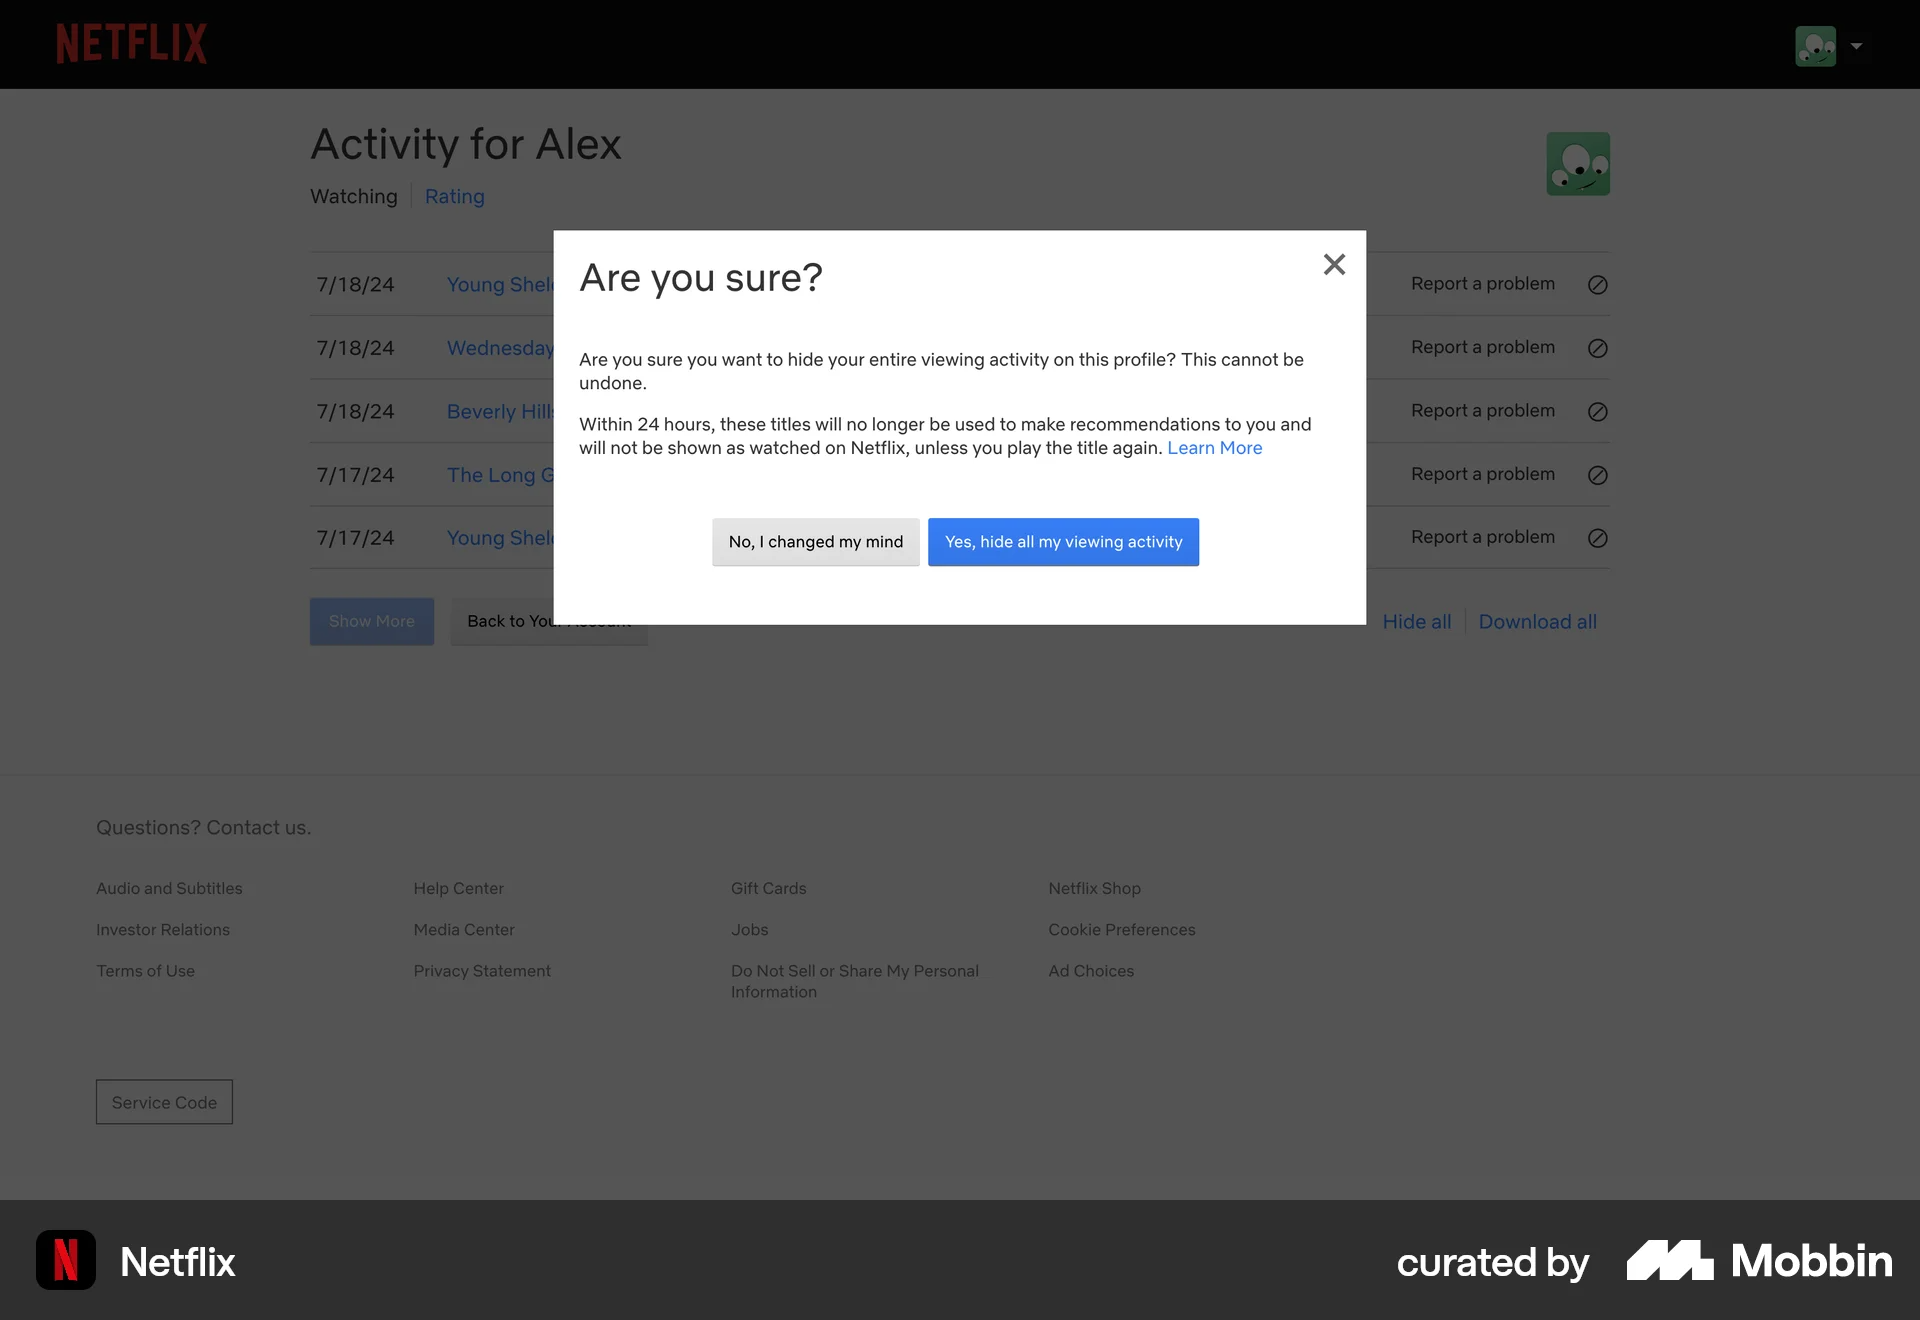 NETFLIX
Activity for Alex
Watching
Rating
Are you sure?
7/18/24 Young Report a problem
Are you sure you want to hide your entire viewing activity on this profile? This cannot be
undone.
7/18/24 Wednesday Report a problem
7/18/24 Beverly Report a problem
Within 24 hours, these titles will no longer be used to make recommendations to you and
will not be shown as watched on Netflix, unless you play the title again. Learn More
7/17/24 The Long Report a problem
7/17/24 Young Report a problem
No, I changed my mind
Yes, hide all my viewing activity
Show More
Back to Your Account
Hide all
Download all
Questions? Contact us.
Audio and Subtitles
Help Center
Gift Cards
Netflix Shop
Investor Relations
Media Center
Jobs
Cookie Preferences
Terms of Use
Privacy Statement
Do Not Sell or Share My Personal
Information
Ad Choices
Service Code
N
Netflix
curated by
Mobbin